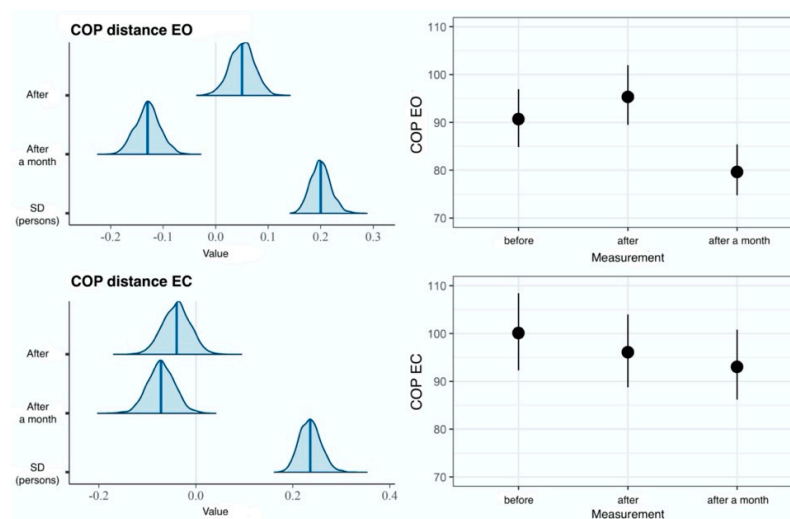 COP distance EO
After
After
a month
SD
(persons)
-0.2 -0.1 0.0 0.1 0.2 0.3
Value
COP EO
110
100
90
80
70
before after after a month
Measurement
COP distance EC
After
After
a month
SD
(persons)
-0.2 0.0 0.2 0.4
Value
COP EC
110
100
90
80
70
before after after a month
Measurement